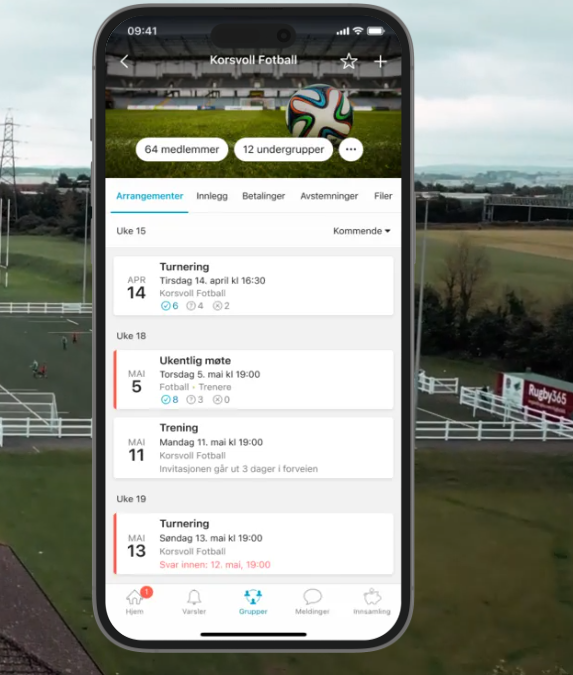 09:41
Korsvoll Fotball
64 medlemmer
12 undergrupper
Arrangementer Innlegg Betalinger Avstemninger Filer
Uke 15 Kommende
APR
14
Turnering
Tirsdag 14. april kl 16:30
Korsvoll Fotball
6 4 2
Uke 18
MAI
5
Ukentlig møte
Torsdag 5. mai kl 19:00
Fotball • Trenere
8 3 0
MAI
11
Trening
Mandag 11. mai kl 19:00
Korsvoll Fotball
Invitasjonen går ut 3 dager i forveien
Uke 19
MAI
13
Turnering
Søndag 13. mai kl 19:00
Korsvoll Fotball
Svar innen: 12. mai, 19:00
1
Hjem Varsler Grupper Meldinger Innsamling
Rugby365